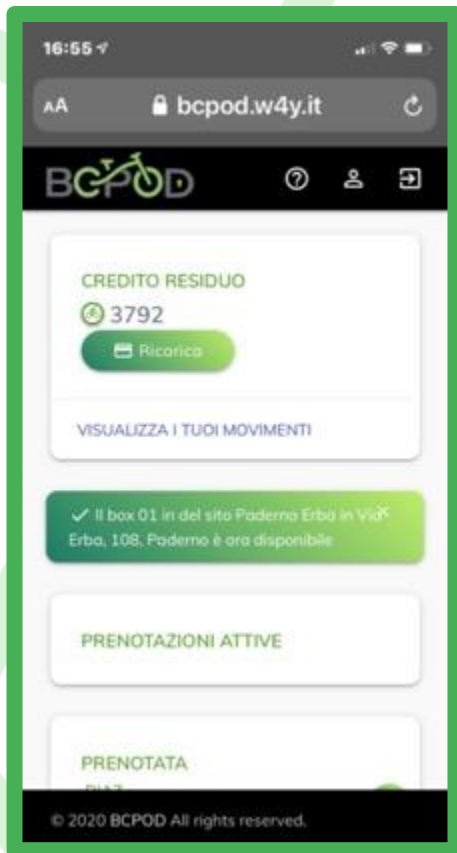 16:55
AA bcpod.w4y.it
BCPOD
CREDITO RESIDUO
3792
Ricarica
VISUALIZZA I TUOI MOVIMENTI
✓ Il box 01 in del sito Paderno Erba in Via
Erba, 108, Paderno è ora disponibile
PRENOTAZIONI ATTIVE
PRENOTATA
© 2020 BCPOD All rights reserved.